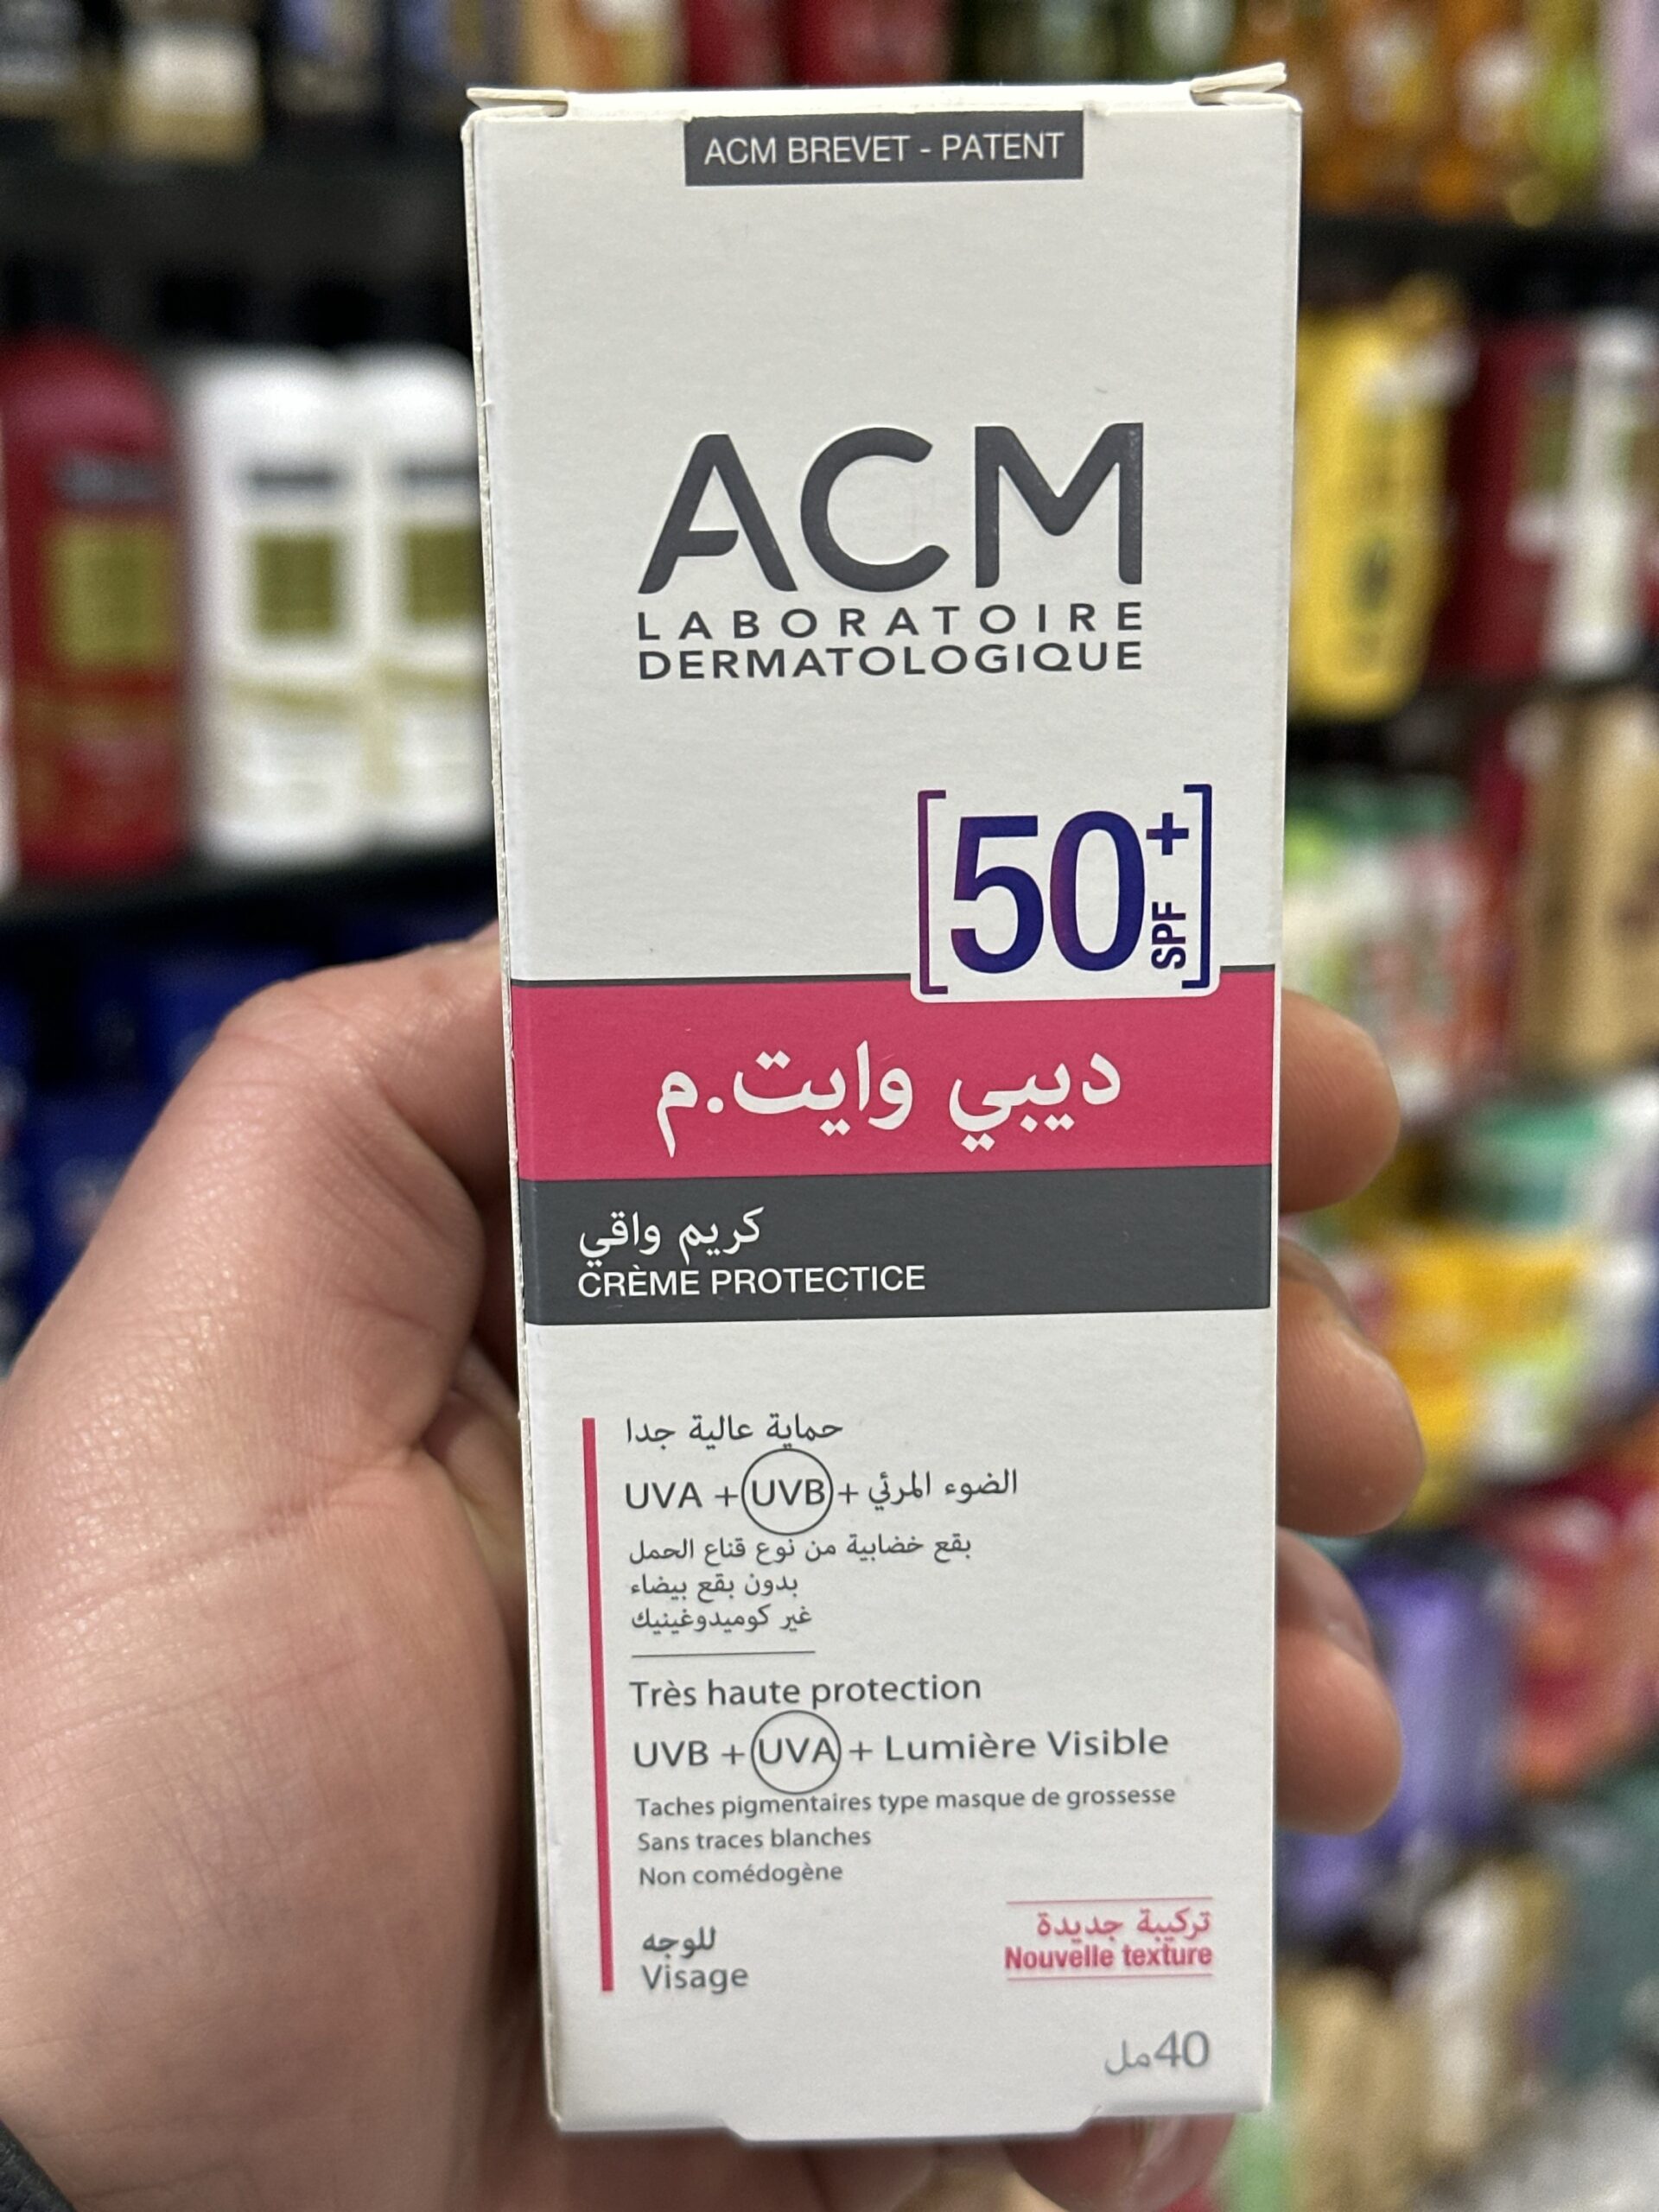 ACM BREVET - PATENT
ACM
LABORATOIRE
DERMATOLOGIQUE
50+ SPF
ديبي وايت.م
كريم واقي
CRÈME PROTECTICE
حماية عالية جدا
UVA + UVB + الضوء المرئي
بقع خضابية من نوع قناع الحمل
بدون بقع بيضاء
غير كوميدوغينيك
Très haute protection
UVB + UVA + Lumière Visible
Taches pigmentaires type masque de grossesse
Sans traces blanches
Non comédogène
للوجه
Visage
تركيبة جديدة
Nouvelle texture
40مل